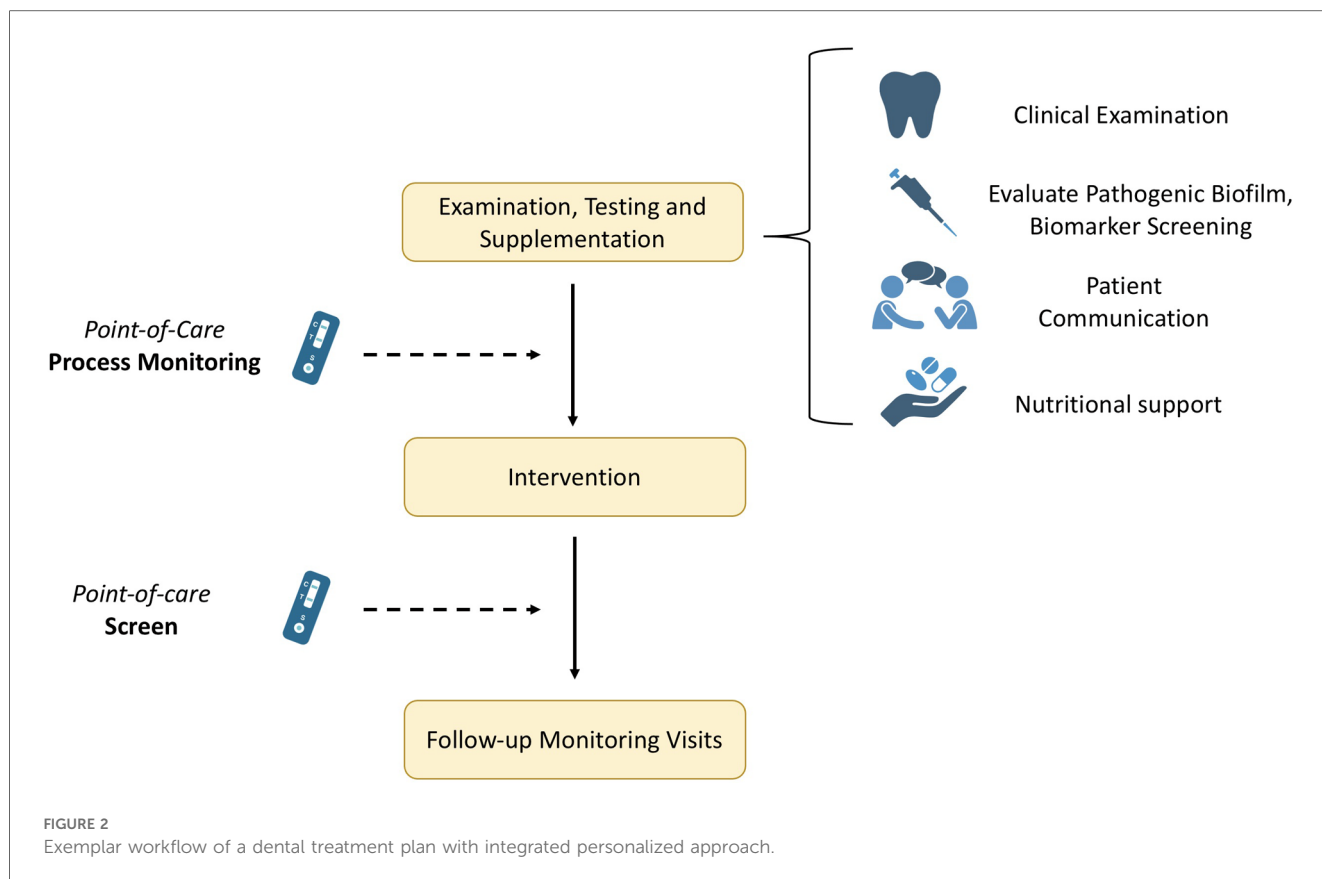 Clinical Examination
Evaluate Pathogenic Biofilm,
Biomarker Screening
Patient
Communication
Nutritional support
Examination, Testing and
Supplementation
Point-of-Care
Process Monitoring
C
T
S
Intervention
Point-of-care
Screen
C
T
S
Follow-up Monitoring Visits
FIGURE 2
Exemplar workflow of a dental treatment plan with integrated personalized approach.